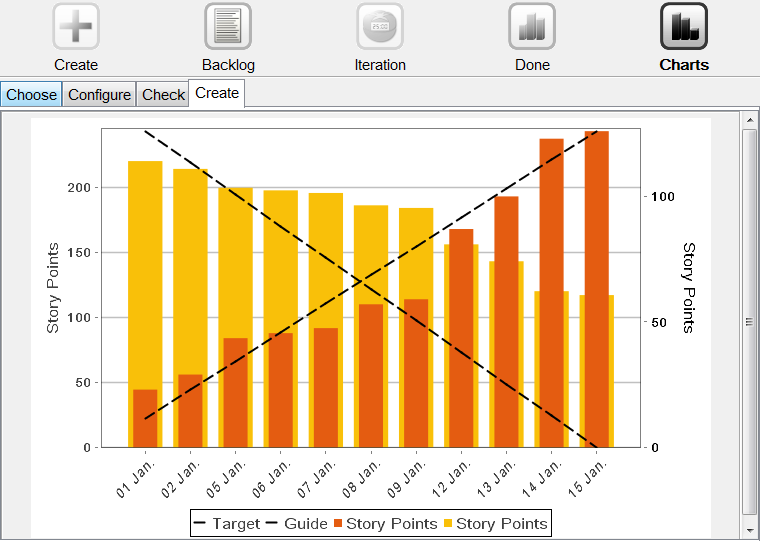 25:00
Create Backlog Iteration Done Charts
Choose Configure Check Create
Story Points
200
150
100
50
0
100
50
0
Story Points
01 Jan. 02 Jan. 05 Jan. 06 Jan. 07 Jan. 08 Jan. 09 Jan. 12 Jan. 13 Jan. 14 Jan. 15 Jan.
Target Guide Story Points Story Points